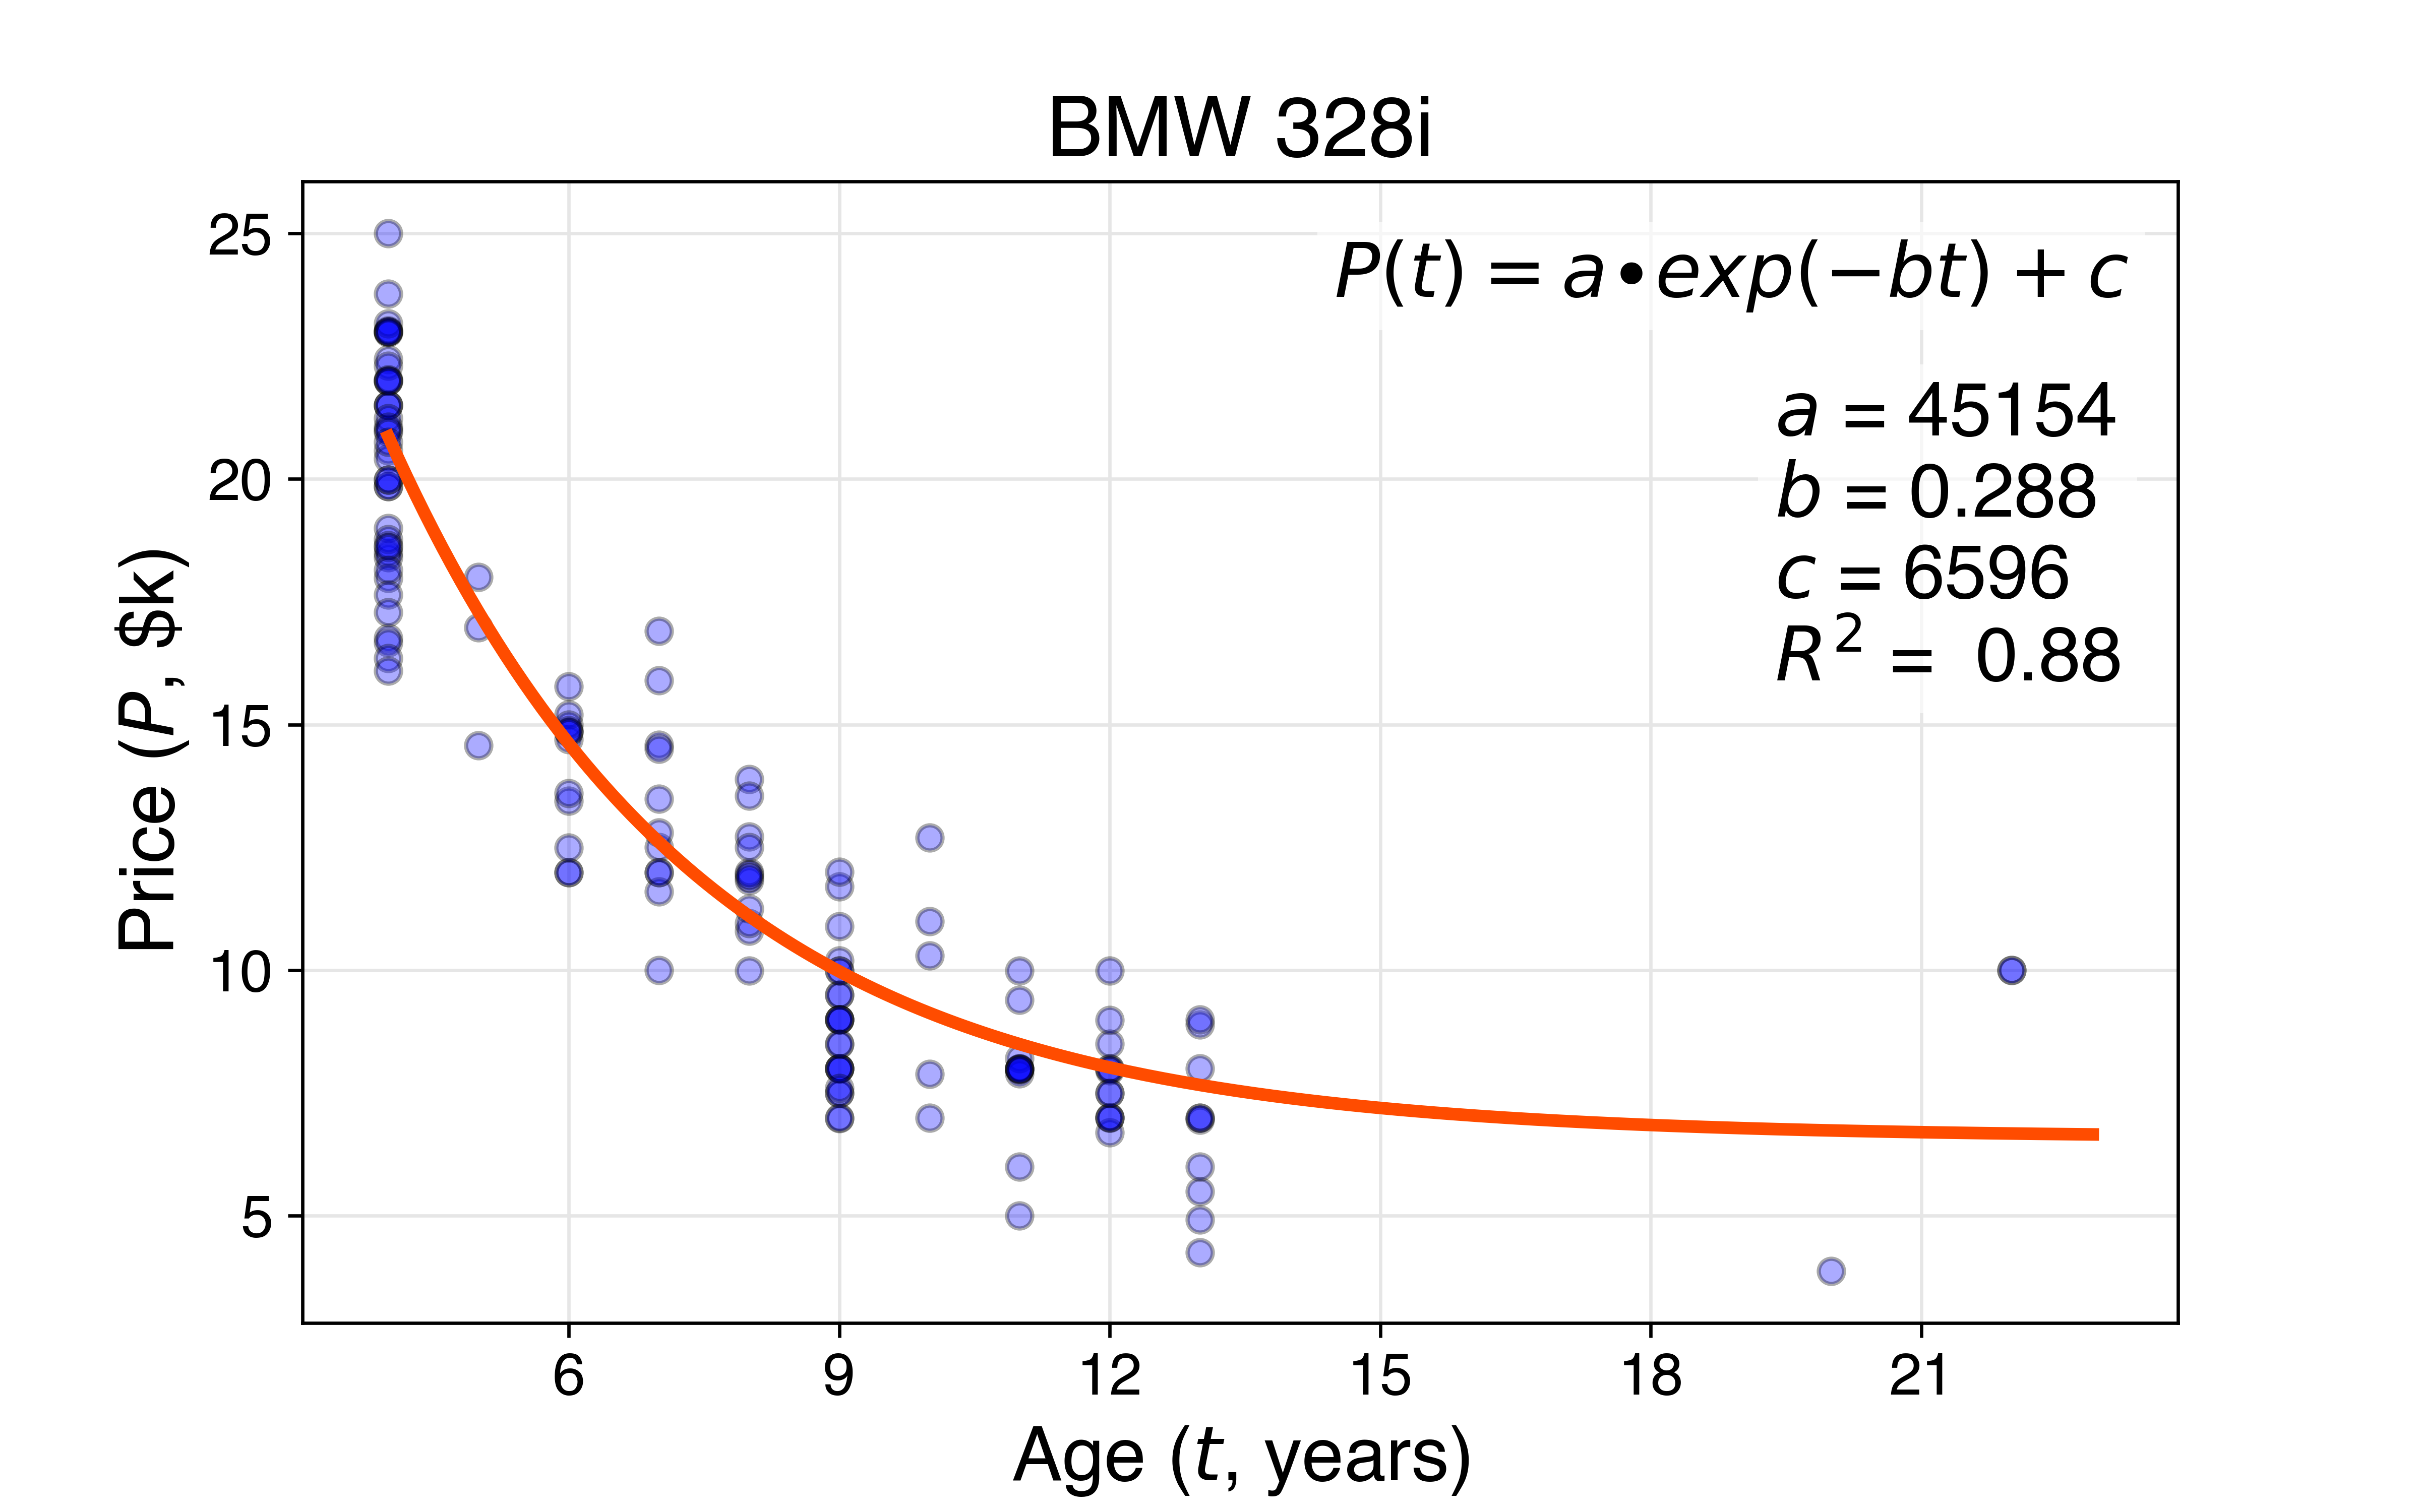 BMW 328i
P(t) = a•exp(−bt) + c
a = 45154
b = 0.288
c = 6596
R² = 0.88
Price (P, $k)
25
20
15
10
5
6 9 12 15 18 21
Age (t, years)